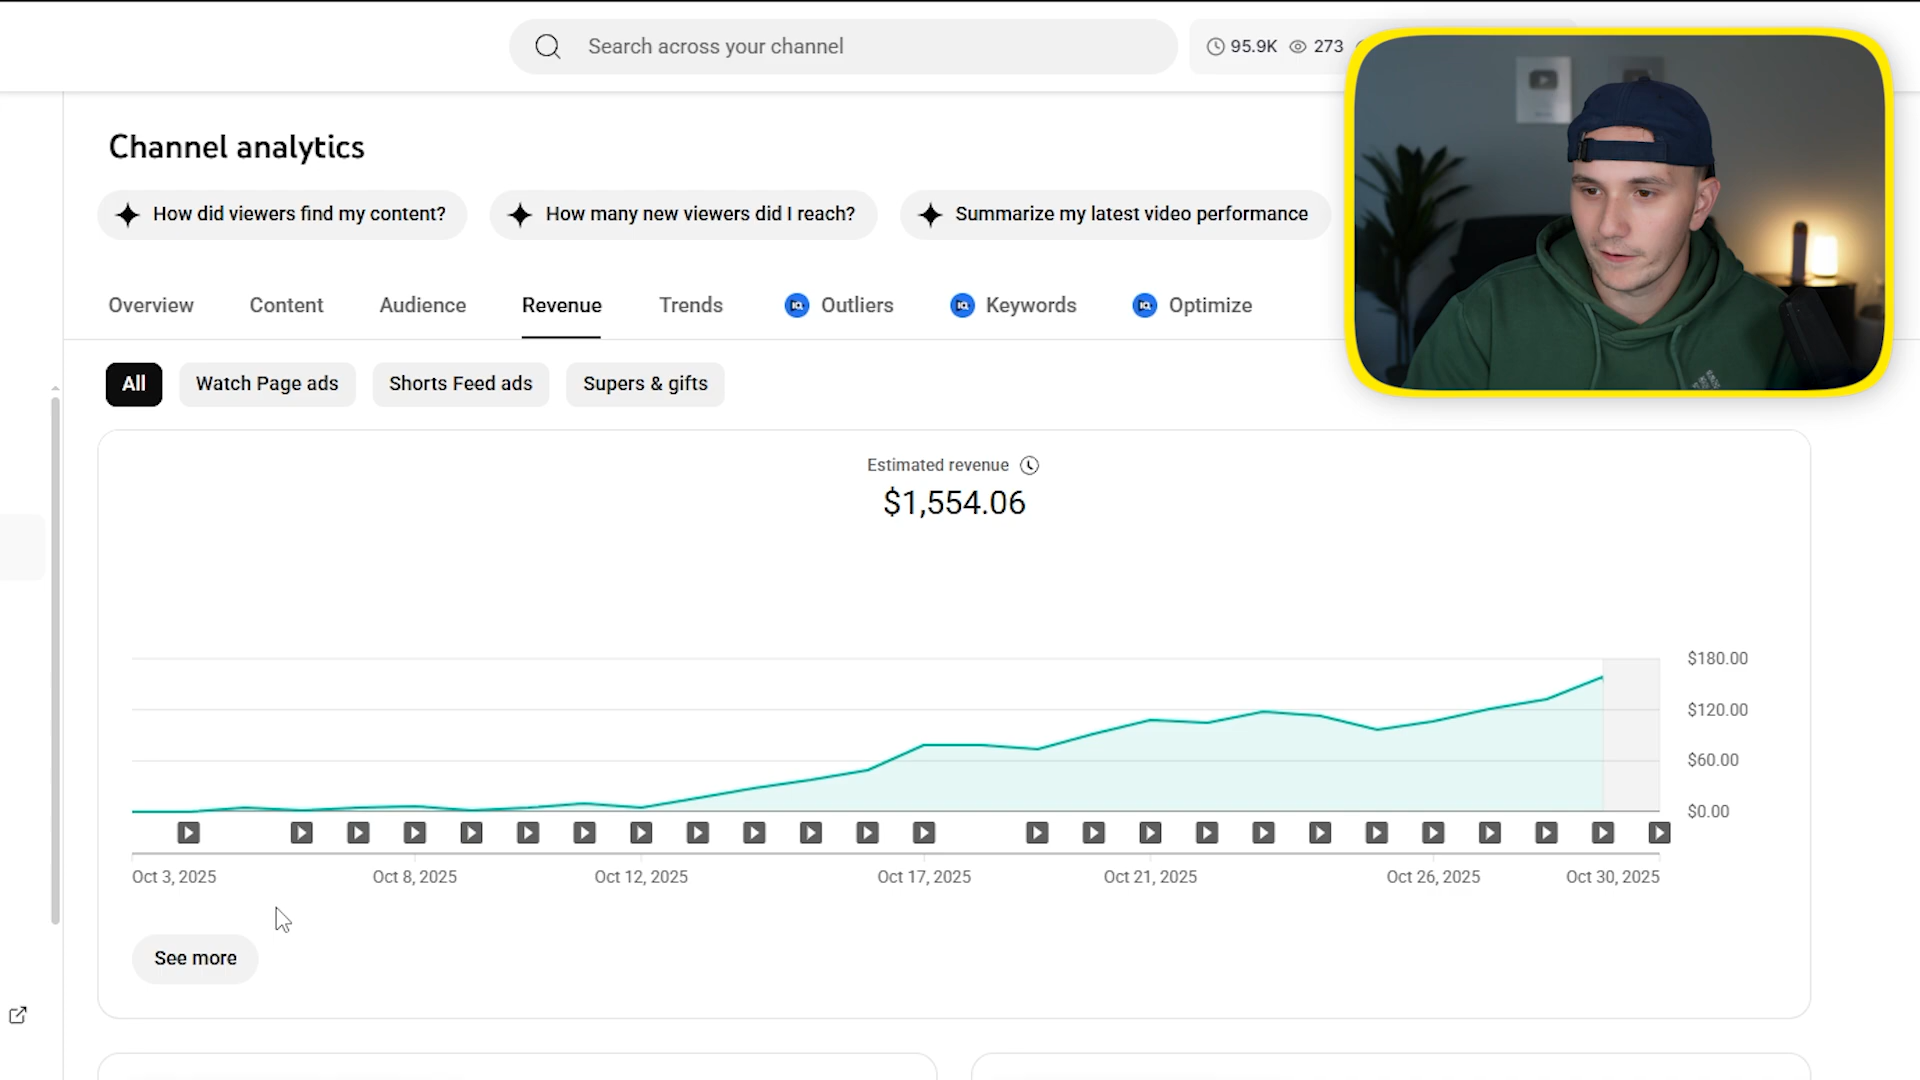 Search across your channel
95.9K 273
Channel analytics
How did viewers find my content? How many new viewers did I reach? Summarize my latest video performance
Overview Content Audience Revenue Trends Outliers Keywords Optimize
All Watch Page ads Shorts Feed ads Supers & gifts
Estimated revenue
$1,554.06
$180.00
$120.00
$60.00
$0.00
Oct 3, 2025 Oct 8, 2025 Oct 12, 2025 Oct 17, 2025 Oct 21, 2025 Oct 26, 2025 Oct 30, 2025
See more